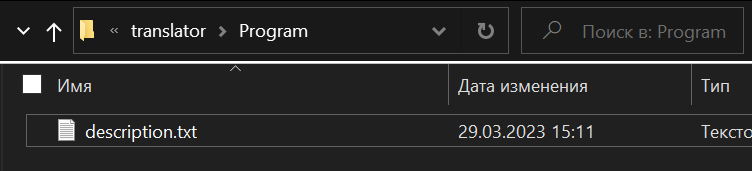 « translator > Program
Поиск в: Program
Имя Дата изменения Тип
description.txt 29.03.2023 15:11 Тексто